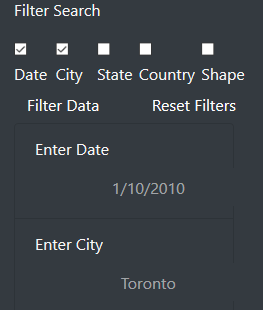 Filter Search
Date City State Country Shape
Filter Data Reset Filters
Enter Date
1/10/2010
Enter City
Toronto